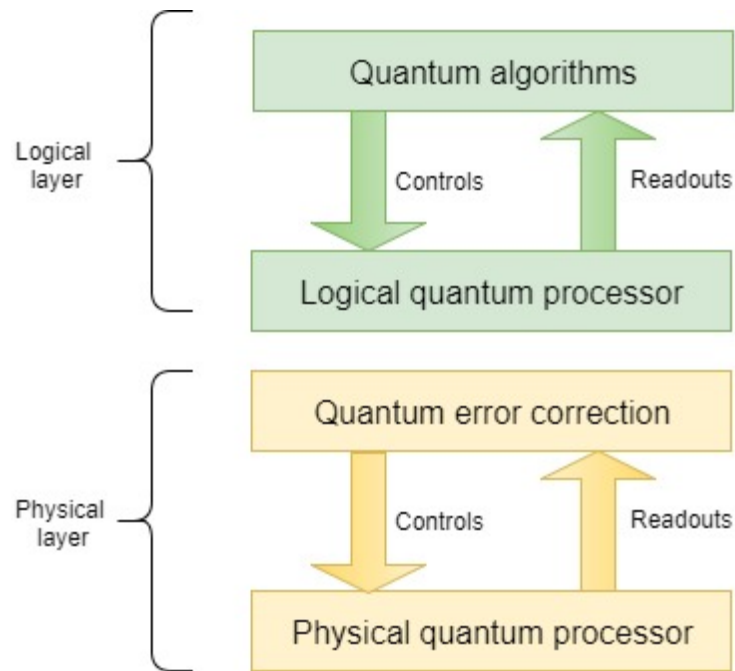 Quantum algorithms
Logical
layer
Controls
Readouts
Logical quantum processor
Quantum error correction
Physical
layer
Controls
Readouts
Physical quantum processor